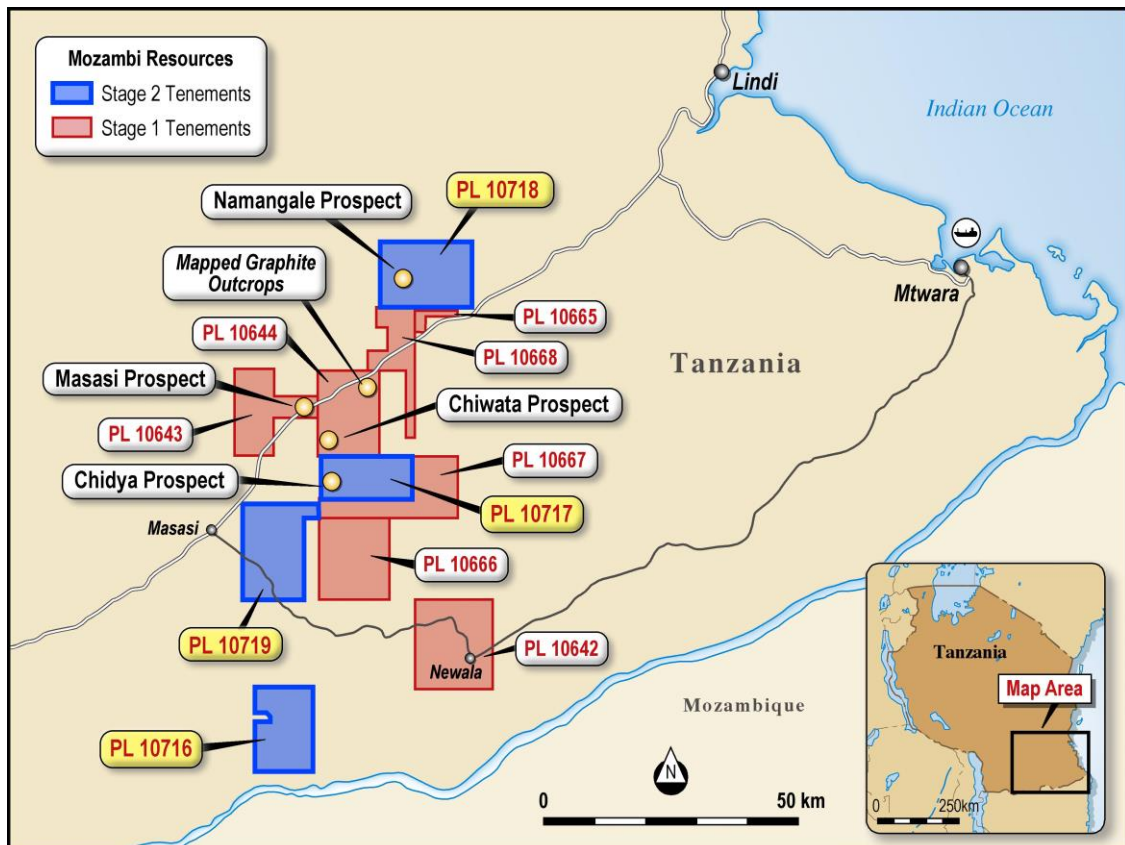 Mozambi Resources
Stage 2 Tenements
Stage 1 Tenements
Lindi
Indian Ocean
Namangale Prospect
PL 10718
Mapped Graphite
Outcrops
Mtwara
PL 10665
PL 10644
PL 10668
Tanzania
Masasi Prospect
Chiwata Prospect
PL 10643
PL 10667
Chidya Prospect
PL 10717
Masasi
PL 10666
PL 10719
PL 10642
Newala
Mozambique
PL 10716
N
0 50 km
Tanzania
Map Area
0 250km